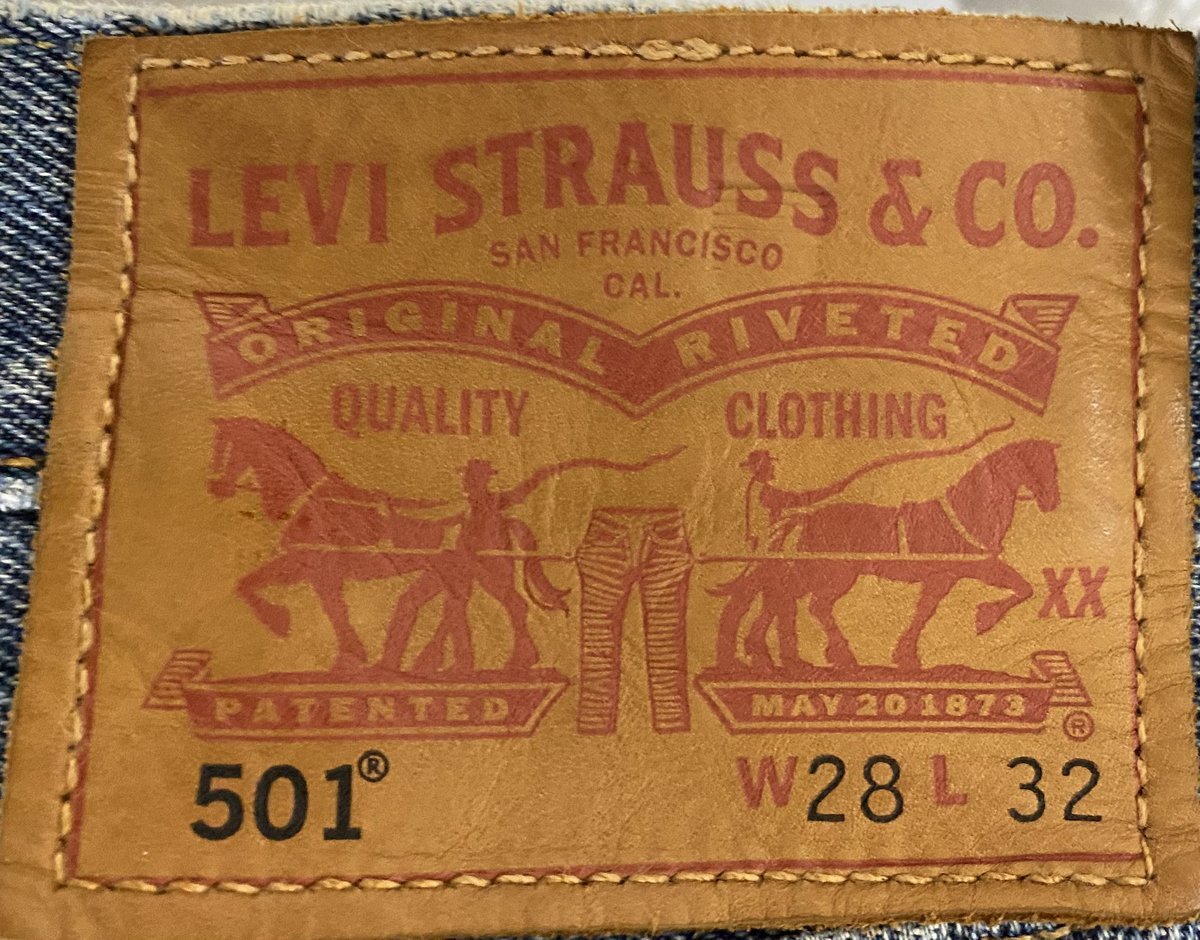 LEVI STRAUSS & CO.
SAN FRANCISCO
CAL.
ORIGINAL RIVETED
QUALITY CLOTHING
XX
PATENTED MAY 20 1873 ®
501® W28 L 32